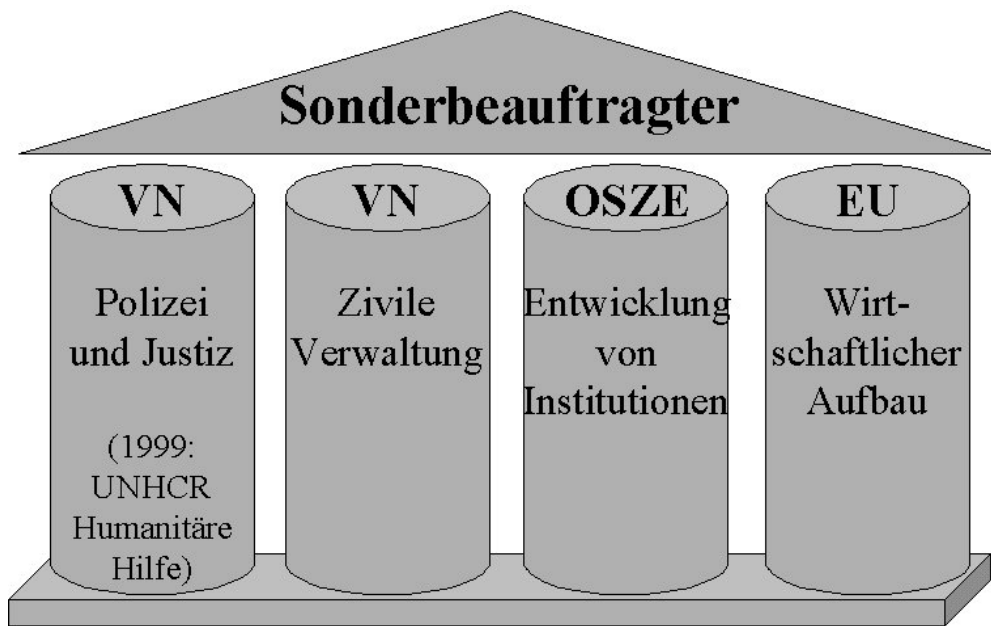 Sonderbeauftragter
VN
Polizei
und Justiz
(1999:
UNHCR
Humanitäre
Hilfe)
VN
Zivile
Verwaltung
OSZE
Entwicklung
von
Institutionen
EU
Wirt-
schaftlicher
Aufbau